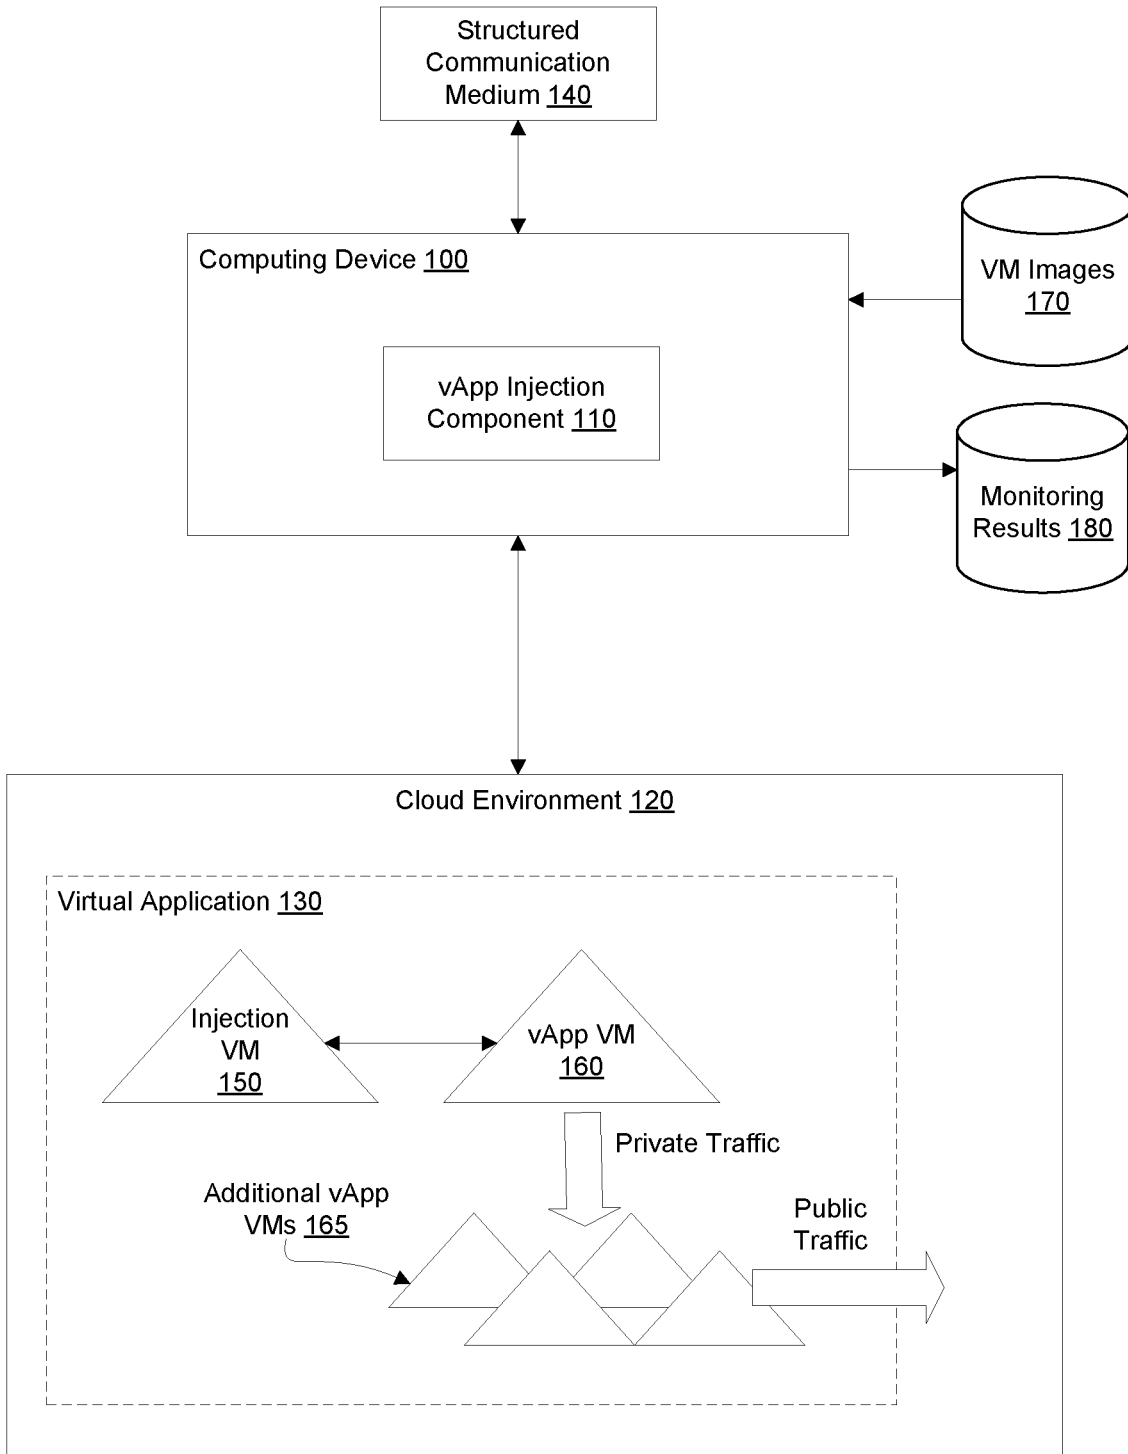 Structured
Communication
Medium 140
Computing Device 100
VM Images
170
vApp Injection
Component 110
Monitoring
Results 180
Cloud Environment 120
Virtual Application 130
Injection
VM
150
vApp VM
160
Private Traffic
Additional vApp
VMs 165
Public
Traffic